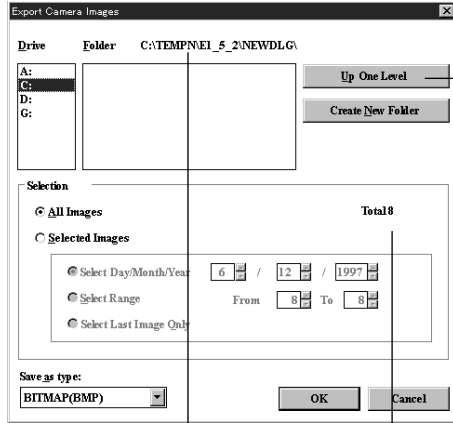 Export Camera Images
Drive Folder C:\TEMPN\E1_5_2\NEWDLG\
A:
C:
D:
G:
Up One Level
Create New Folder
Selection
All Images Total8
Selected Images
Select Day/Month/Year 6 / 12 / 1997
Select Range From 8 To 8
Select Last Image Only
Save as type:
BITMAP(BMP) OK Cancel